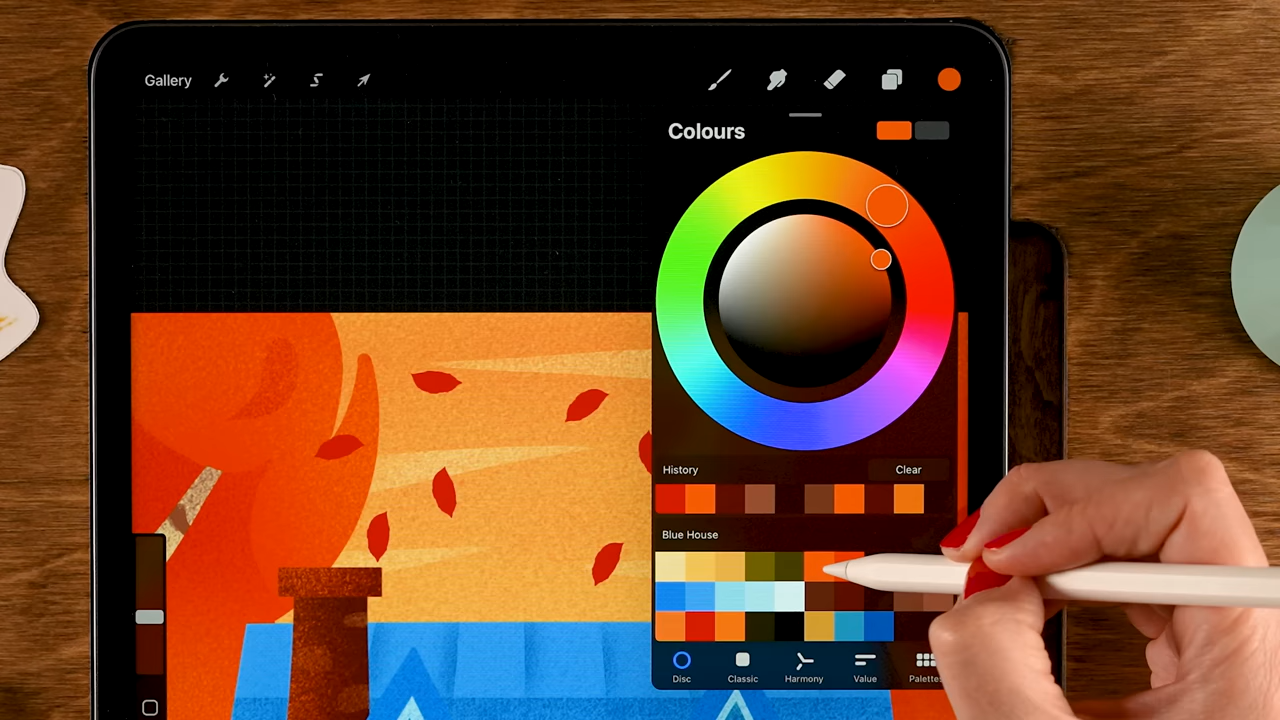 Gallery
Colours
History
Clear
Blue House
Disc
Classic
Harmony
Value
Palettes